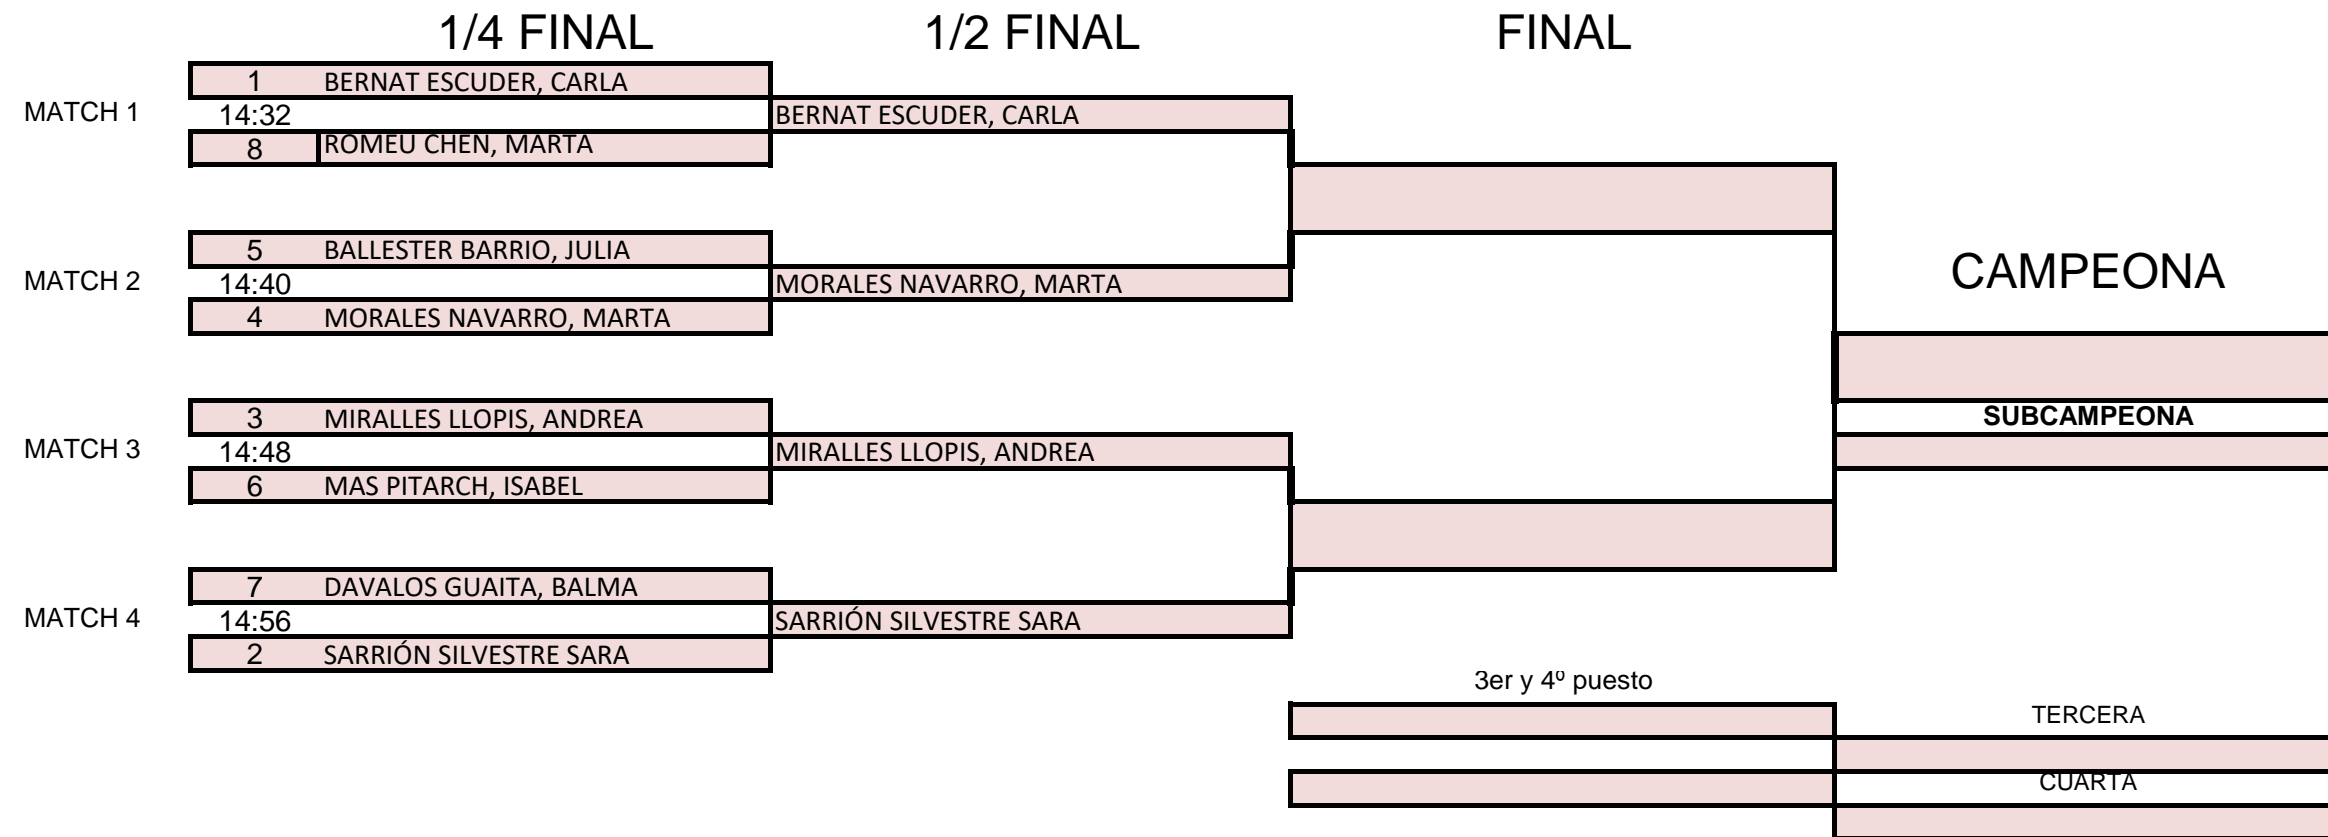 1/4 FINAL 1/2 FINAL FINAL
1 BERNAT ESCUDER, CARLA
MATCH 1 14:32 BERNAT ESCUDER, CARLA
8 ROMEU CHEN, MARTA
5 BALLESTER BARRIO, JULIA
MATCH 2 14:40 MORALES NAVARRO, MARTA CAMPEONA
4 MORALES NAVARRO, MARTA
3 MIRALLES LLOPIS, ANDREA SUBCAMPEONA
MATCH 3 14:48 MIRALLES LLOPIS, ANDREA
6 MAS PITARCH, ISABEL
7 DAVALOS GUAITA, BALMA
MATCH 4 14:56 SARRIÓN SILVESTRE SARA
2 SARRIÓN SILVESTRE SARA
3er y 4º puesto
TERCERA
CUARTA